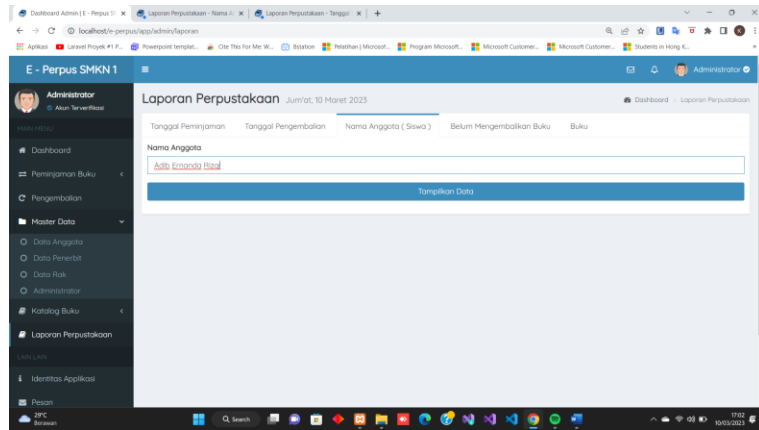 Dashboard Admin | E - Perpus S
Laporan Perpustakaan - Nama A
Laporan Perpustakaan - Tangga
localhost/e-perpus/app/admin/laporan
Aplikasi
Laravel Proyek #1 P...
Powerpoint templat...
Cite This For Me: W...
Estation
Pelatihan | Microsof...
Program Microsoft...
Microsoft Customer...
Microsoft Customer...
Students in Hong K...
E - Perpus SMKN 1
Administrator
Administrator
Akun Terverifikasi
Laporan Perpustakaan Jum'at, 10 Maret 2023
Dashboard > Laporan Perpustakaan
MAIN MENU
Dashboard
Peminjaman Buku
Pengembalian
Master Data
Data Anggota
Data Penerbit
Data Rak
Administrator
Katalog Buku
Laporan Perpustakaan
LAIN LAIN
Identitas Applikasi
Pesan
Tanggal Peminjaman
Tanggal Pengembalian
Nama Anggota ( Siswa )
Belum Mengembalikan Buku
Buku
Nama Anggota
Adib Ernanda Rizal
Tampilkan Data
29°C
Berawan
Search
17:02
10/03/2023